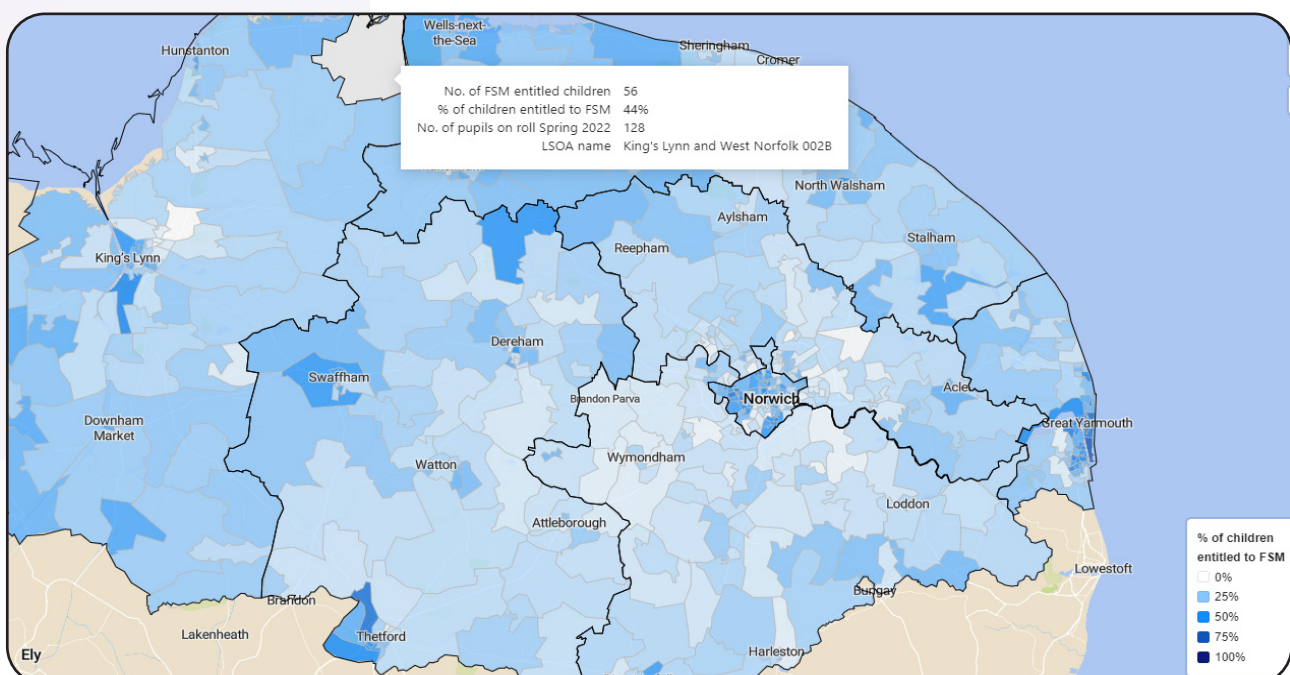 Wells-next-
the-Sea
Hunstanton
Sheringham
Cromer
No. of FSM entitled children 56
% of children entitled to FSM 44%
No. of pupils on roll Spring 2022 128
LSOA name King's Lynn and West Norfolk 002B
North Walsham
Aylsham
Stalham
Reepham
King's Lynn
Dereham
Swaffham
Brandon Parva
Norwich
Acle
Downham
Market
Great Yarmouth
Watton
Wymondham
Loddon
Attleborough
% of children
entitled to FSM
0%
25%
50%
75%
100%
Lowestoft
Bungay
Brandon
Lakenheath
Thetford
Ely
Harleston